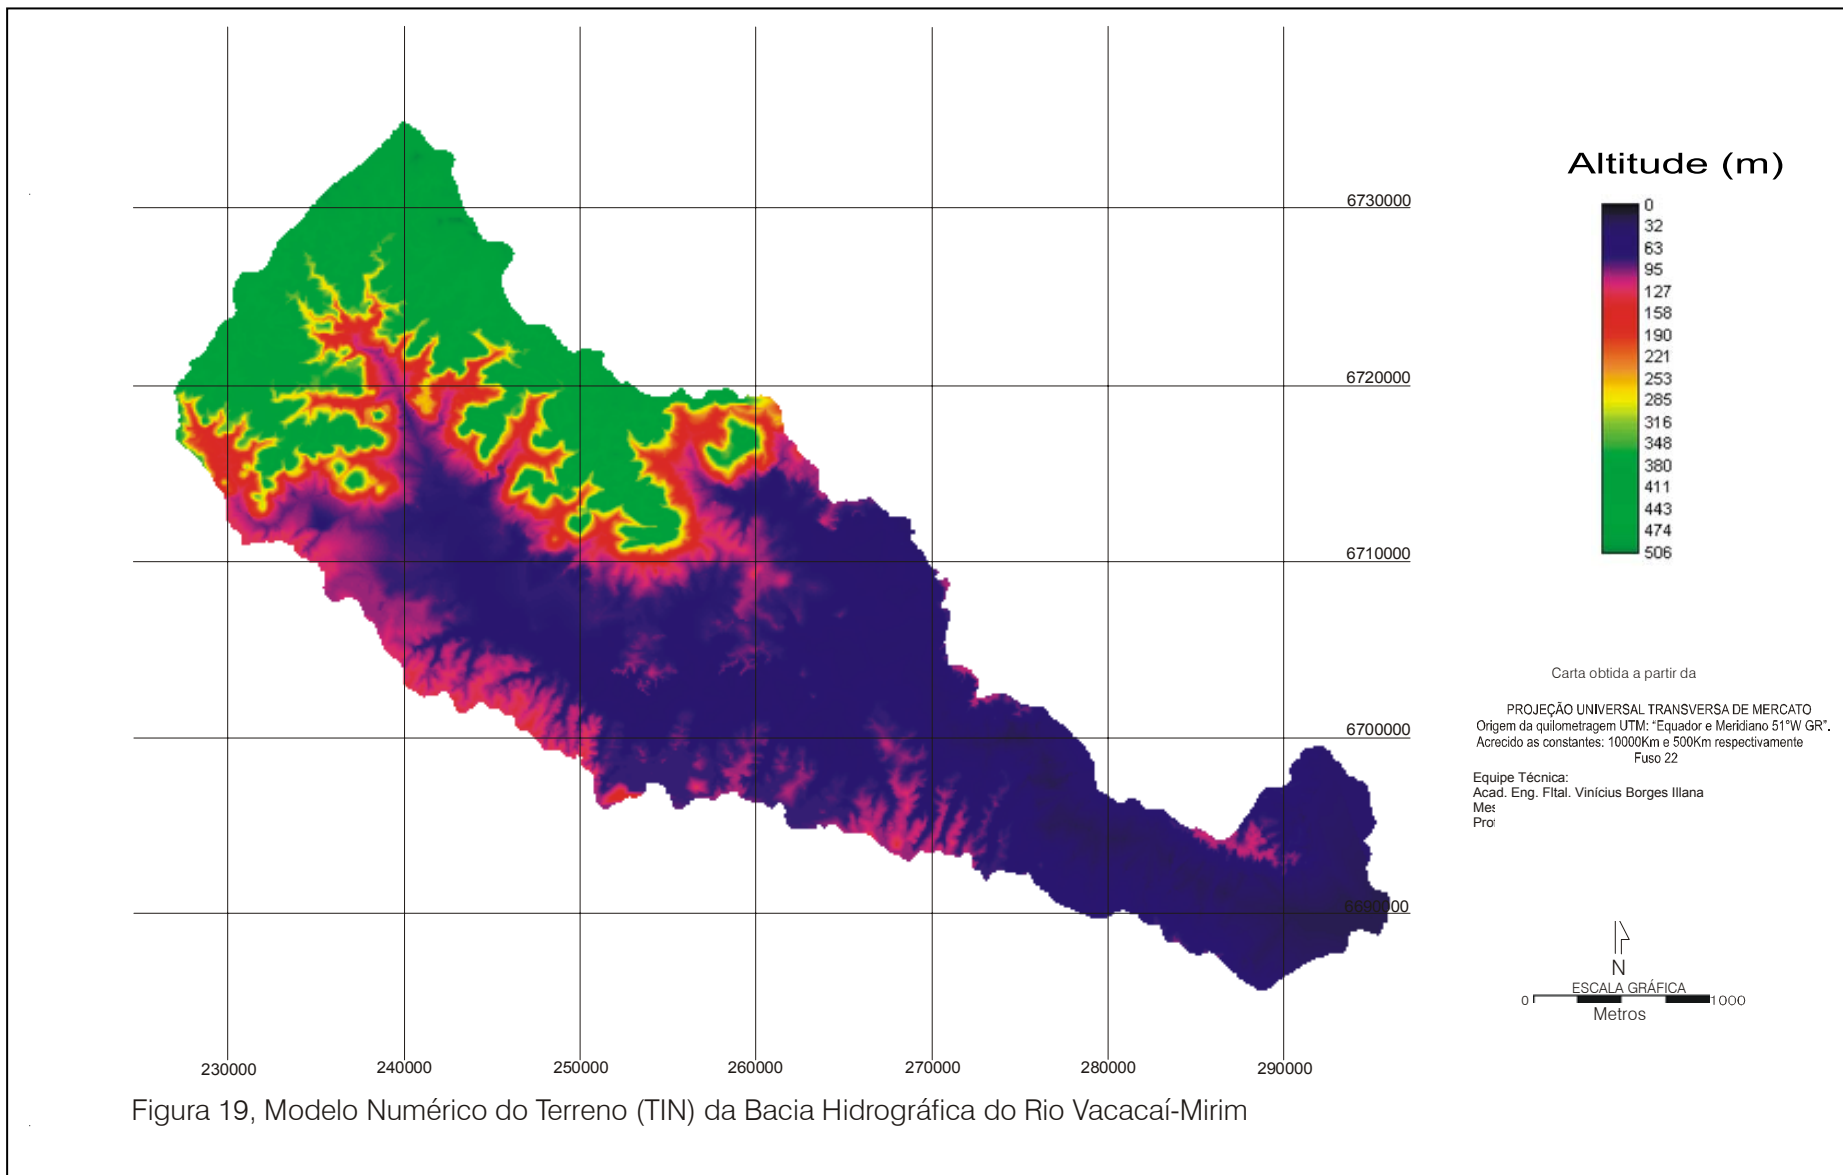 Altitude (m)
0
32
63
95
127
158
190
221
253
285
316
348
380
411
443
474
506
6730000
6720000
6710000
6700000
6690000
Carta obtida a partir da
PROJEÇÃO UNIVERSAL TRANSVERSA DE MERCATO
Origem da quilometragem UTM: “Equador e Meridiano 51°W GR”.
Acrecido as constantes: 10000Km e 500Km respectivamente
Fuso 22
Equipe Técnica:
Acad. Eng. Fltal. Vinícius Borges Illana
Mes
Pro
N
ESCALA GRÁFICA
0 1000
Metros
230000 240000 250000 260000 270000 280000 290000
Figura 19, Modelo Numérico do Terreno (TIN) da Bacia Hidrográfica do Rio Vacacaí-Mirim